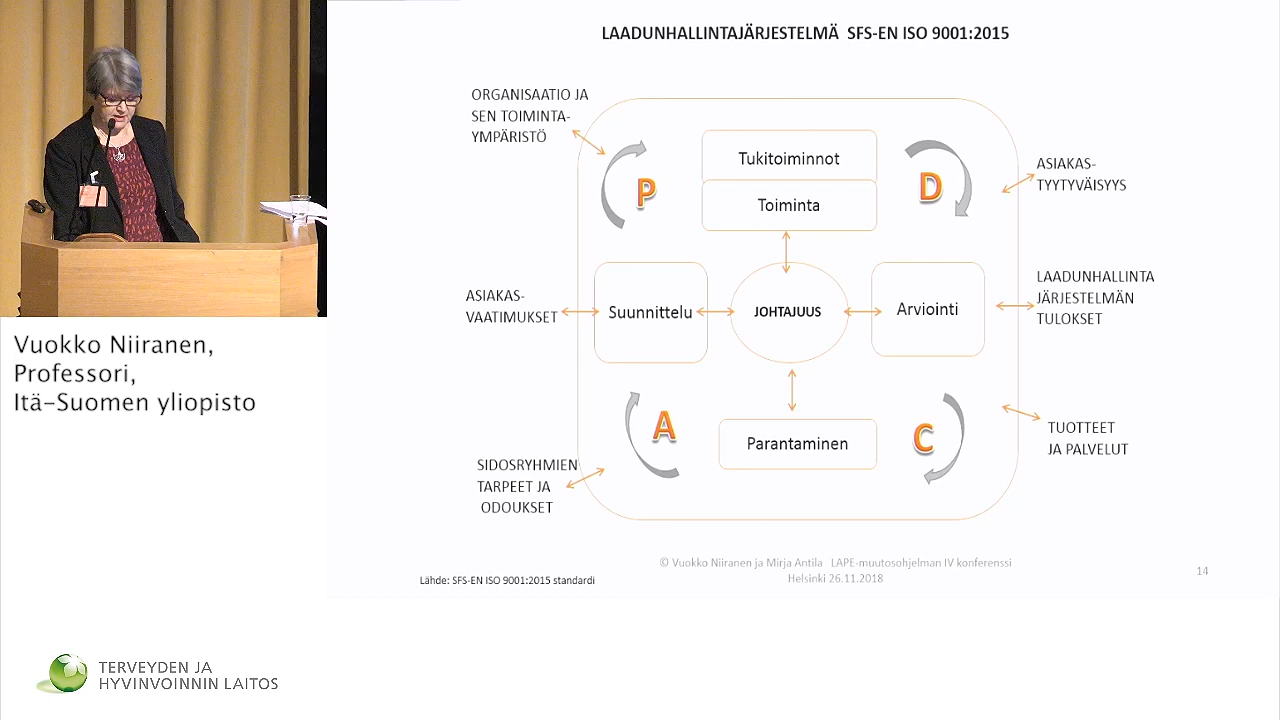 LAADUNHALLINTAJÄRJESTELMÄ SFS-EN ISO 9001:2015
ORGANISAATIO JA
SEN TOIMINTA-
YMPÄRISTÖ
P
Tukitoiminnot
Toiminta
D
ASIAKAS-
TYYTYVÄISYYS
ASIAKAS-
VAATIMUKSET
Suunnittelu
JOHTAJUUS
Arviointi
LAADUNHALLINTA
JÄRJESTELMÄN
TULOKSET
A
Parantaminen
C
TUOTTEET
JA PALVELUT
SIDOSRYHMIEN
TARPEET JA
ODOUKSET
© Vuokko Niiranen ja Mirja Antila LAPE-muutosohjelman IV konferenssi
Helsinki 26.11.2018
14
Lähde: SFS-EN ISO 9001:2015 standardi
Vuokko Niiranen,
Professori,
Itä-Suomen yliopisto
TERVEYDEN JA
HYVINVOINNIN LAITOS